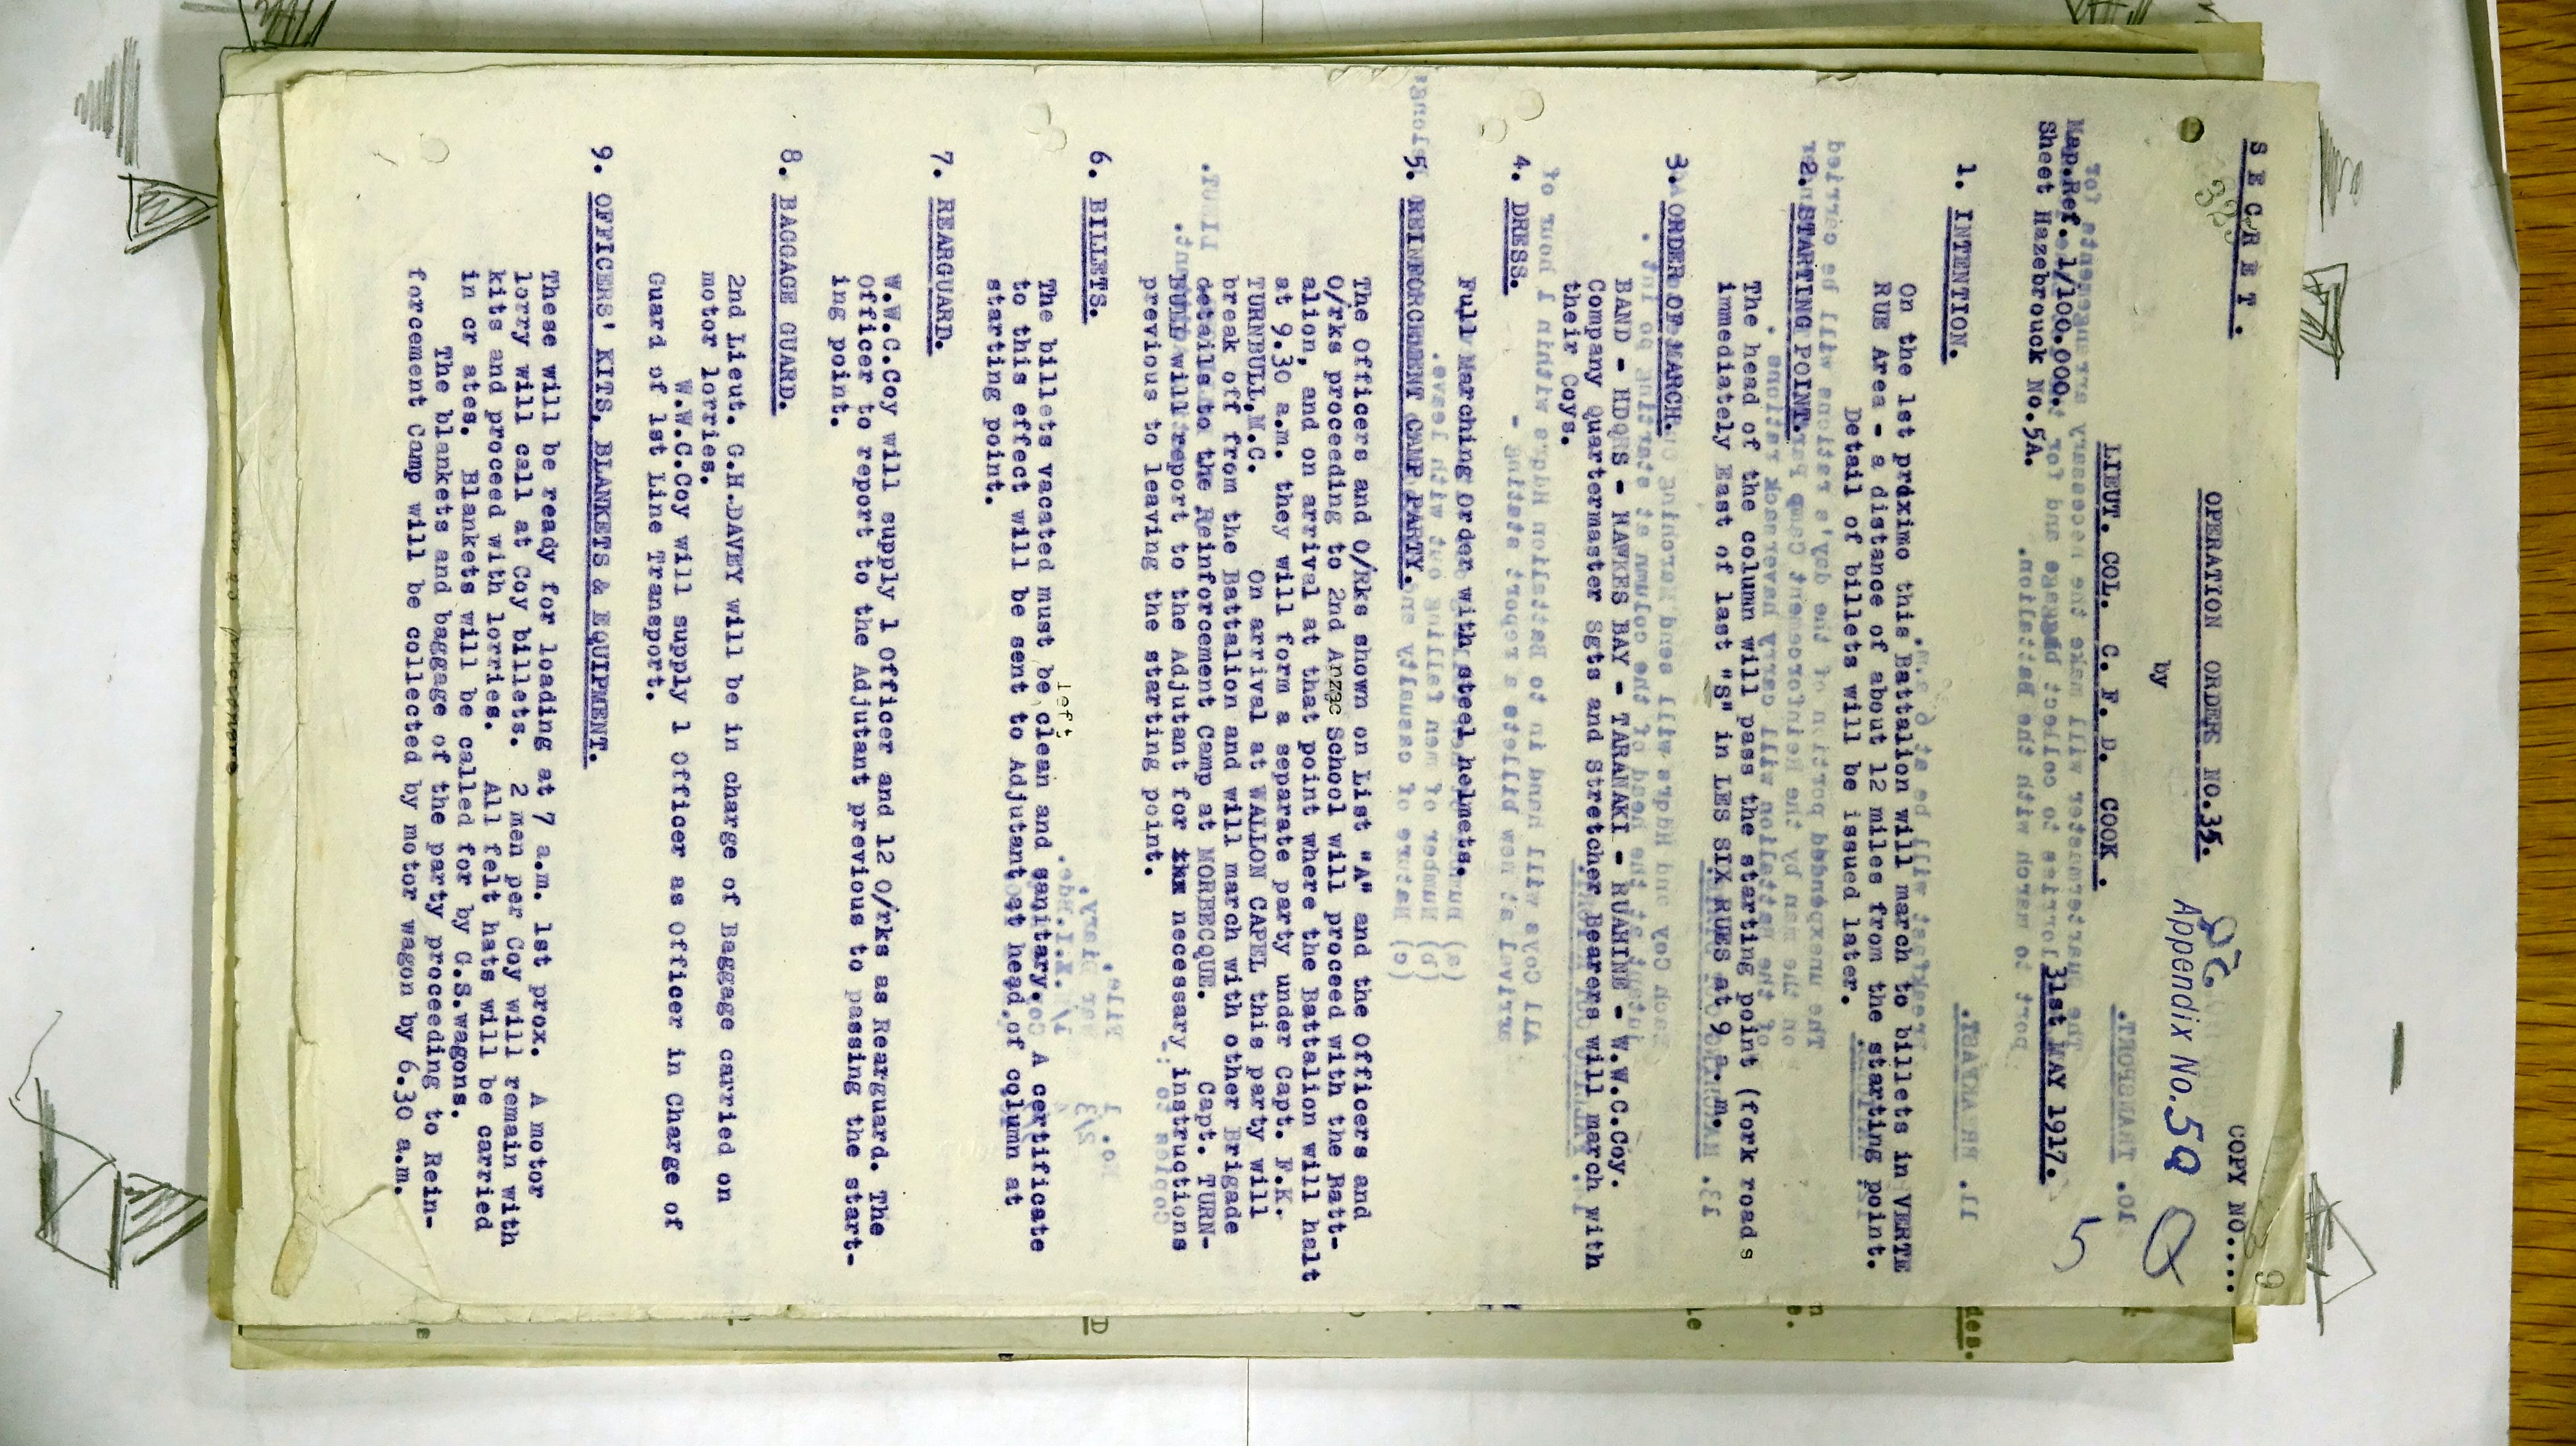 S E C R E T .
COPY NO....
OPERATION ORDER NO.35.
Appendix No. 5Q
Q
by
5
LIEUT. COL. C. F. D. COOK .
Map.Ref. 1/100.000.
31st MAY 1917.
Sheet Hazebrouck No.5A.
1. INTENTION.
On the 1st próximo this Battalion will march to billets in VERTE
RUE Area - a distance of about 12 miles from the starting point.
Detail of billets will be issued later.
2. STARTING POINT.
The head of the column will pass the starting point (fork road s
immediately East of last "S" in LES SIX RUES at 9 a.m.
3. ORDER OF MARCH.
BAND - HDQRS - HAWKES BAY - TARANAKI - RUAHINE - W.W.C.Coy.
Company Quartermaster Sgts and Stretcher Bearers will march with
their Coys.
4. DRESS.
Full Marching Order with steel helmets.
5. REINFORCEMENT CAMP PARTY.
The Officers and O/Rks shown on List "A" and the Officers and
O/rks proceeding to 2nd Anzac School will proceed with the Batt-
alion, and on arrival at that point where the Battalion will halt
at 9.30 a.m. they will form a separate party under Capt. F.K.
TURNBULL,M.C. On arrival at WALLON CAPEL this party will
break off from the Battalion and will march with other Brigade
details to the Reinforcement Camp at MORBECQUE. Capt. TURN-
BULL will report to the Adjutant for the necessary instructions
previous to leaving the starting point.
6. BILLETS.
left
The billets vacated must be clean and sanitary. A certificate
to this effect will be sent to Adjutant at head of column at
starting point.
7. REARGUARD.
W.W.C.Coy will supply 1 Officer and 12 O/rks as Rearguard. The
Officer to report to the Adjutant previous to passing the start-
ing point.
8. BAGGAGE GUARD.
2nd Lieut. G.H.DAVEY will be in charge of Baggage carried on
motor lorries.
W.W.C.Coy will supply 1 Officer as Officer in Charge of
Guard of 1st Line Transport.
9. OFFICERS' KITS, BLANKETS & EQUIPMENT.
These will be ready for loading at 7 a.m. 1st prox. A motor
lorry will call at Coy billets. 2 men per Coy will remain with
kits and proceed with lorries. All felt hats will be carried
in cr ates. Blankets will be called for by G.S.wagons.
The blankets and baggage of the party proceeding to Rein-
forcement Camp will be collected by motor wagon by 6.30 a.m.